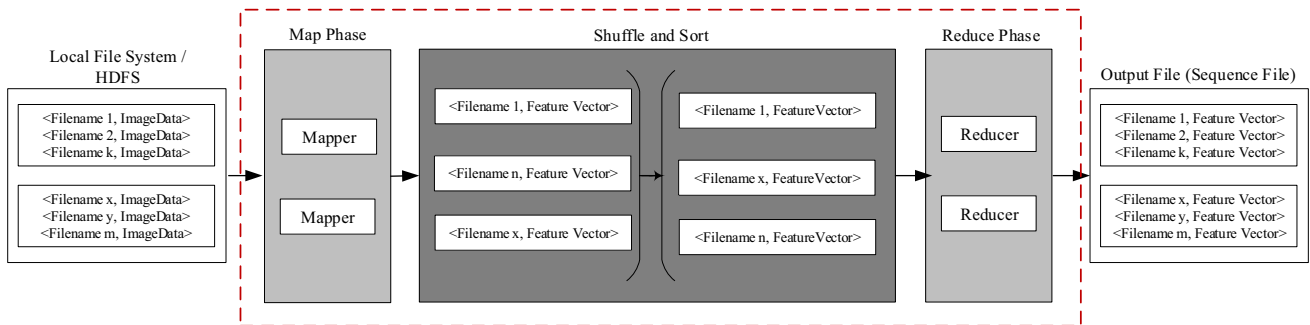 Local File System /
HDFS
<Filename 1, ImageData>
<Filename 2, ImageData>
<Filename k, ImageData>
<Filename x, ImageData>
<Filename y, ImageData>
<Filename m, ImageData>
Map Phase
Mapper
Mapper
Shuffle and Sort
<Filename 1, Feature Vector>
<Filename n, Feature Vector>
<Filename x, Feature Vector>
<Filename 1, FeatureVector>
<Filename x, FeatureVector>
<Filename n, FeatureVector>
Reduce Phase
Reducer
Reducer
Output File (Sequence File)
<Filename 1, Feature Vector>
<Filename 2, Feature Vector>
<Filename k, Feature Vector>
<Filename x, Feature Vector>
<Filename y, Feature Vector>
<Filename m, Feature Vector>